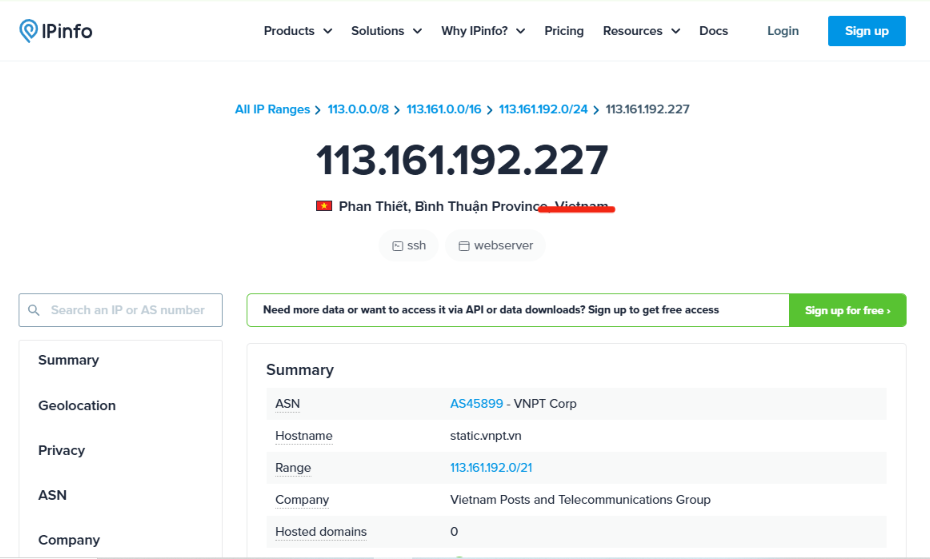 IPinfo
Products Solutions Why IPinfo? Pricing Resources Docs Login Sign up
All IP Ranges > 113.0.0.0/8 > 113.161.0.0/16 > 113.161.192.0/24 > 113.161.192.227
113.161.192.227
Phan Thiết, Bình Thuận Province, Vietnam
ssh webserver
Search an IP or AS number
Need more data or want to access it via API or data downloads? Sign up to get free access
Sign up for free ›
Summary
Geolocation
Privacy
ASN
Company
Summary
ASN AS45899 - VNPT Corp
Hostname static.vnpt.vn
Range 113.161.192.0/21
Company Vietnam Posts and Telecommunications Group
Hosted domains 0